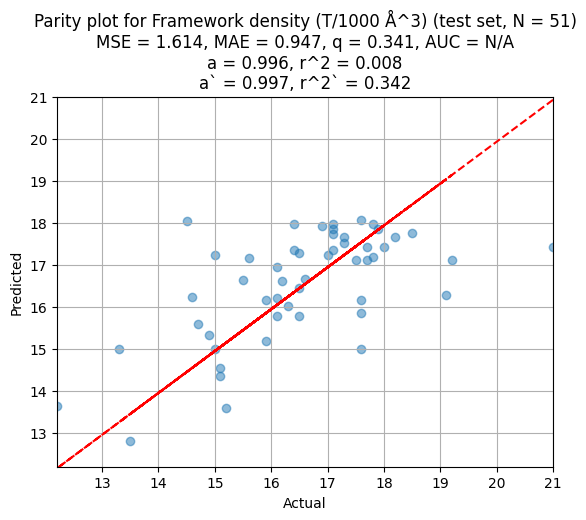 Parity plot for Framework density (T/1000 Å^3) (test set, N = 51)
MSE = 1.614, MAE = 0.947, q = 0.341, AUC = N/A
a = 0.996, r^2 = 0.008
a` = 0.997, r^2` = 0.342
21
20
19
18
17
16
15
14
13
Predicted
13 14 15 16 17 18 19 20 21
Actual